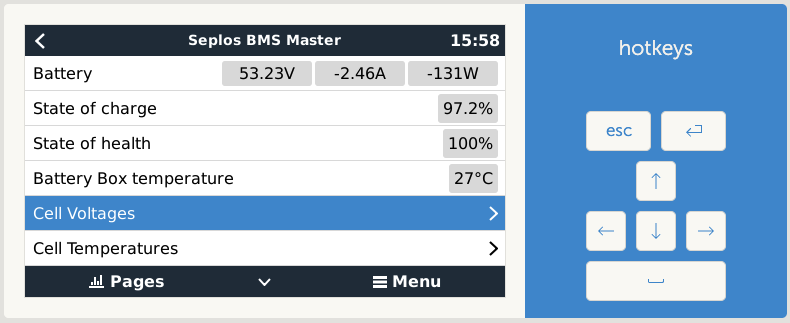 Seplos BMS Master 15:58
Battery 53.23V -2.46A -131W
State of charge 97.2%
State of health 100%
Battery Box temperature 27°C
Cell Voltages
Cell Temperatures
Pages Menu
hotkeys
esc